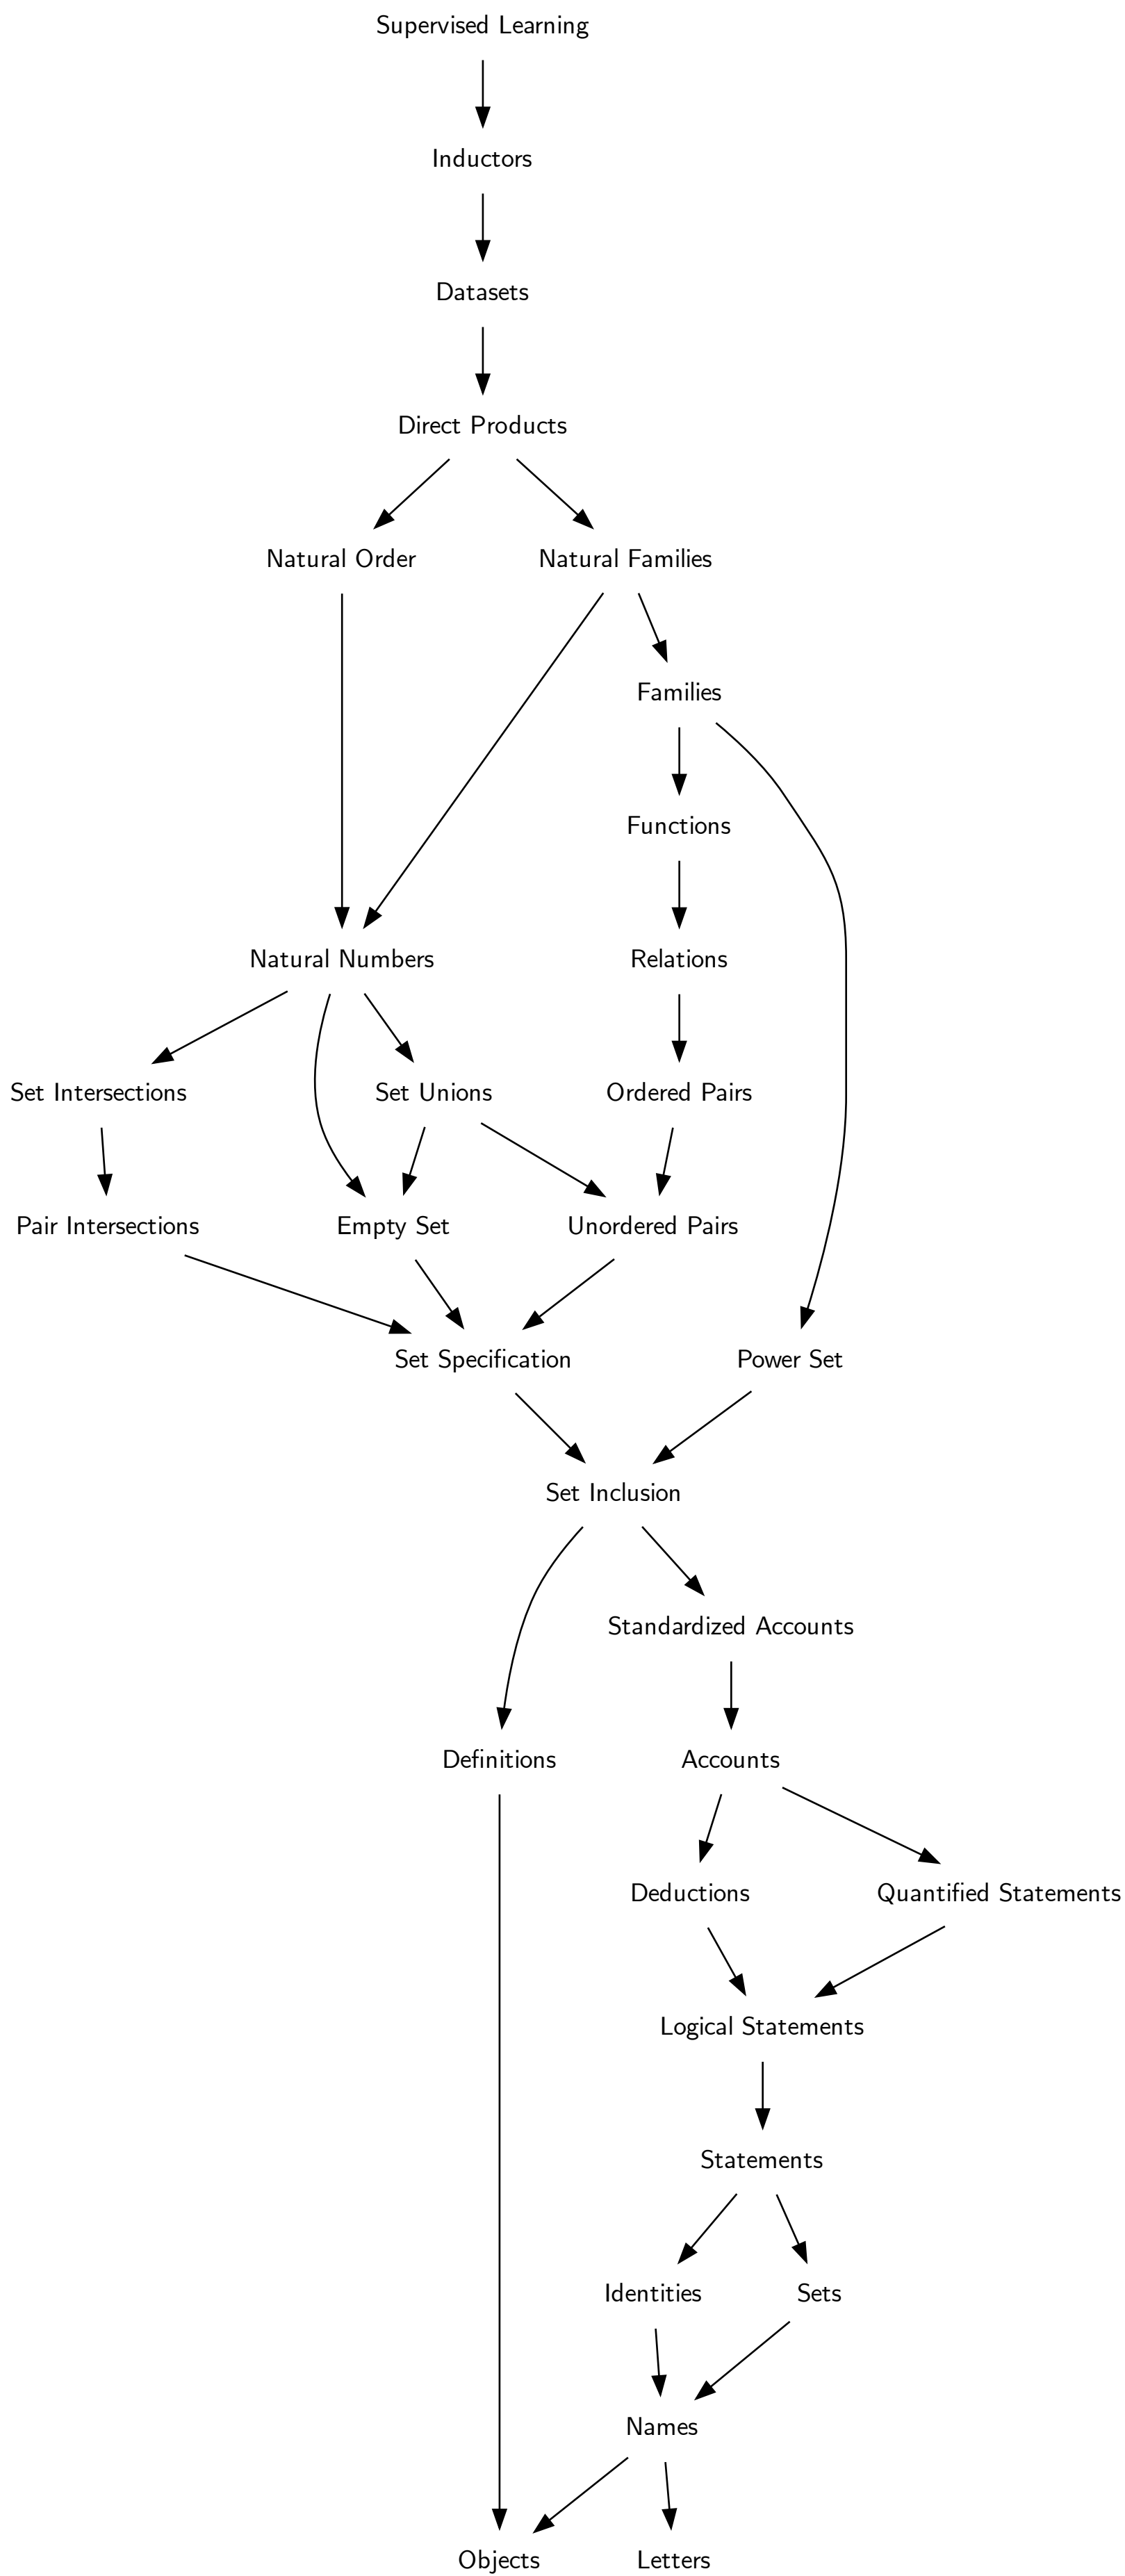 Supervised Learning
Inductors
Datasets
Direct Products
Natural Order
Natural Families
Families
Functions
Natural Numbers
Relations
Set Intersections
Set Unions
Ordered Pairs
Pair Intersections
Empty Set
Unordered Pairs
Set Specification
Power Set
Set Inclusion
Standardized Accounts
Definitions
Accounts
Deductions
Quantified Statements
Logical Statements
Statements
Identities
Sets
Names
Objects
Letters